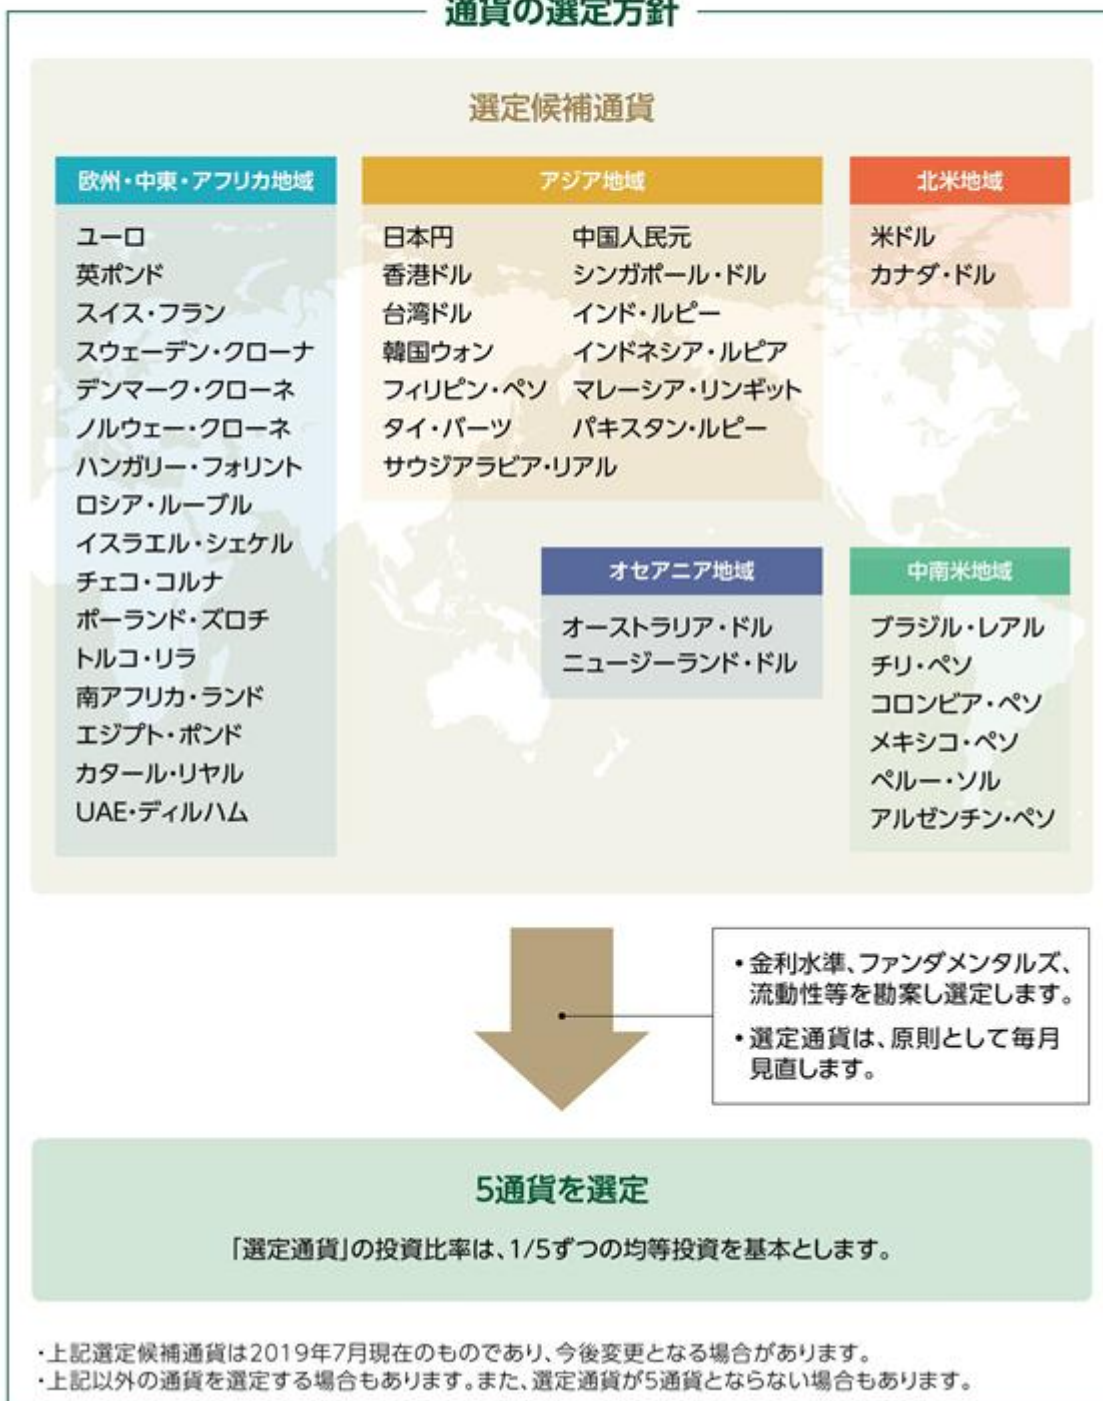 通貨の選定方針
選定候補通貨
欧州・中東・アフリカ地域
ユーロ
英ポンド
スイス・フラン
スウェーデン・クローナ
デンマーク・クローネ
ノルウェー・クローネ
ハンガリー・フォリント
ロシア・ルーブル
イスラエル・シェケル
チェコ・コルナ
ポーランド・ズロチ
トルコ・リラ
南アフリカ・ランド
エジプト・ポンド
カタール・リヤル
UAE・ディルハム
アジア地域
日本円
香港ドル
台湾ドル
韓国ウォン
フィリピン・ペソ
タイ・バーツ
サウジアラビア・リアル
中国人民元
シンガポール・ドル
インド・ルピー
インドネシア・ルピア
マレーシア・リンギット
パキスタン・ルピー
北米地域
米ドル
カナダ・ドル
オセアニア地域
オーストラリア・ドル
ニュージーランド・ドル
中南米地域
ブラジル・レアル
チリ・ペソ
コロンビア・ペソ
メキシコ・ペソ
ペルー・ソル
アルゼンチン・ペソ
•金利水準、ファンダメンタルズ、
流動性等を勘案し選定します。
•選定通貨は、原則として毎月
見直します。
5通貨を選定
「選定通貨」の投資比率は、1/5ずつの均等投資を基本とします。
・上記選定候補通貨は2019年7月現在のものであり、今後変更となる場合があります。
・上記以外の通貨を選定する場合もあります。また、選定通貨が5通貨とならない場合もあります。